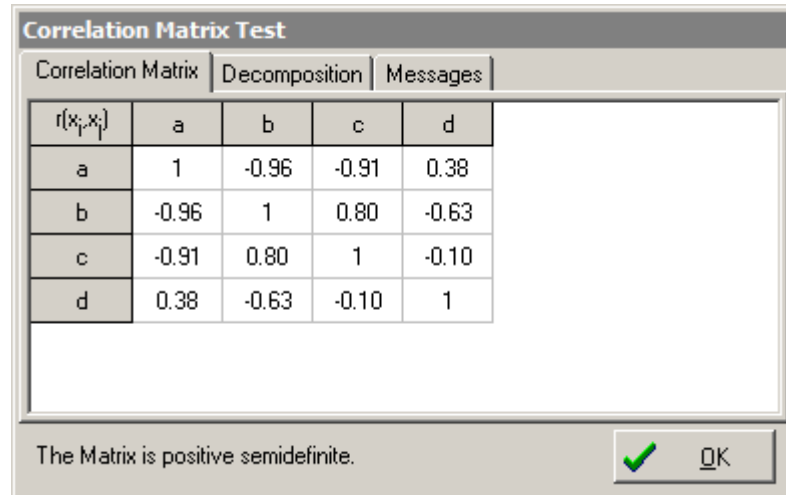 Correlation Matrix Test
Correlation Matrix Decomposition Messages
r(xi,xj) a b c d
a 1 -0.96 -0.91 0.38
b -0.96 1 0.80 -0.63
c -0.91 0.80 1 -0.10
d 0.38 -0.63 -0.10 1
The Matrix is positive semidefinite. OK